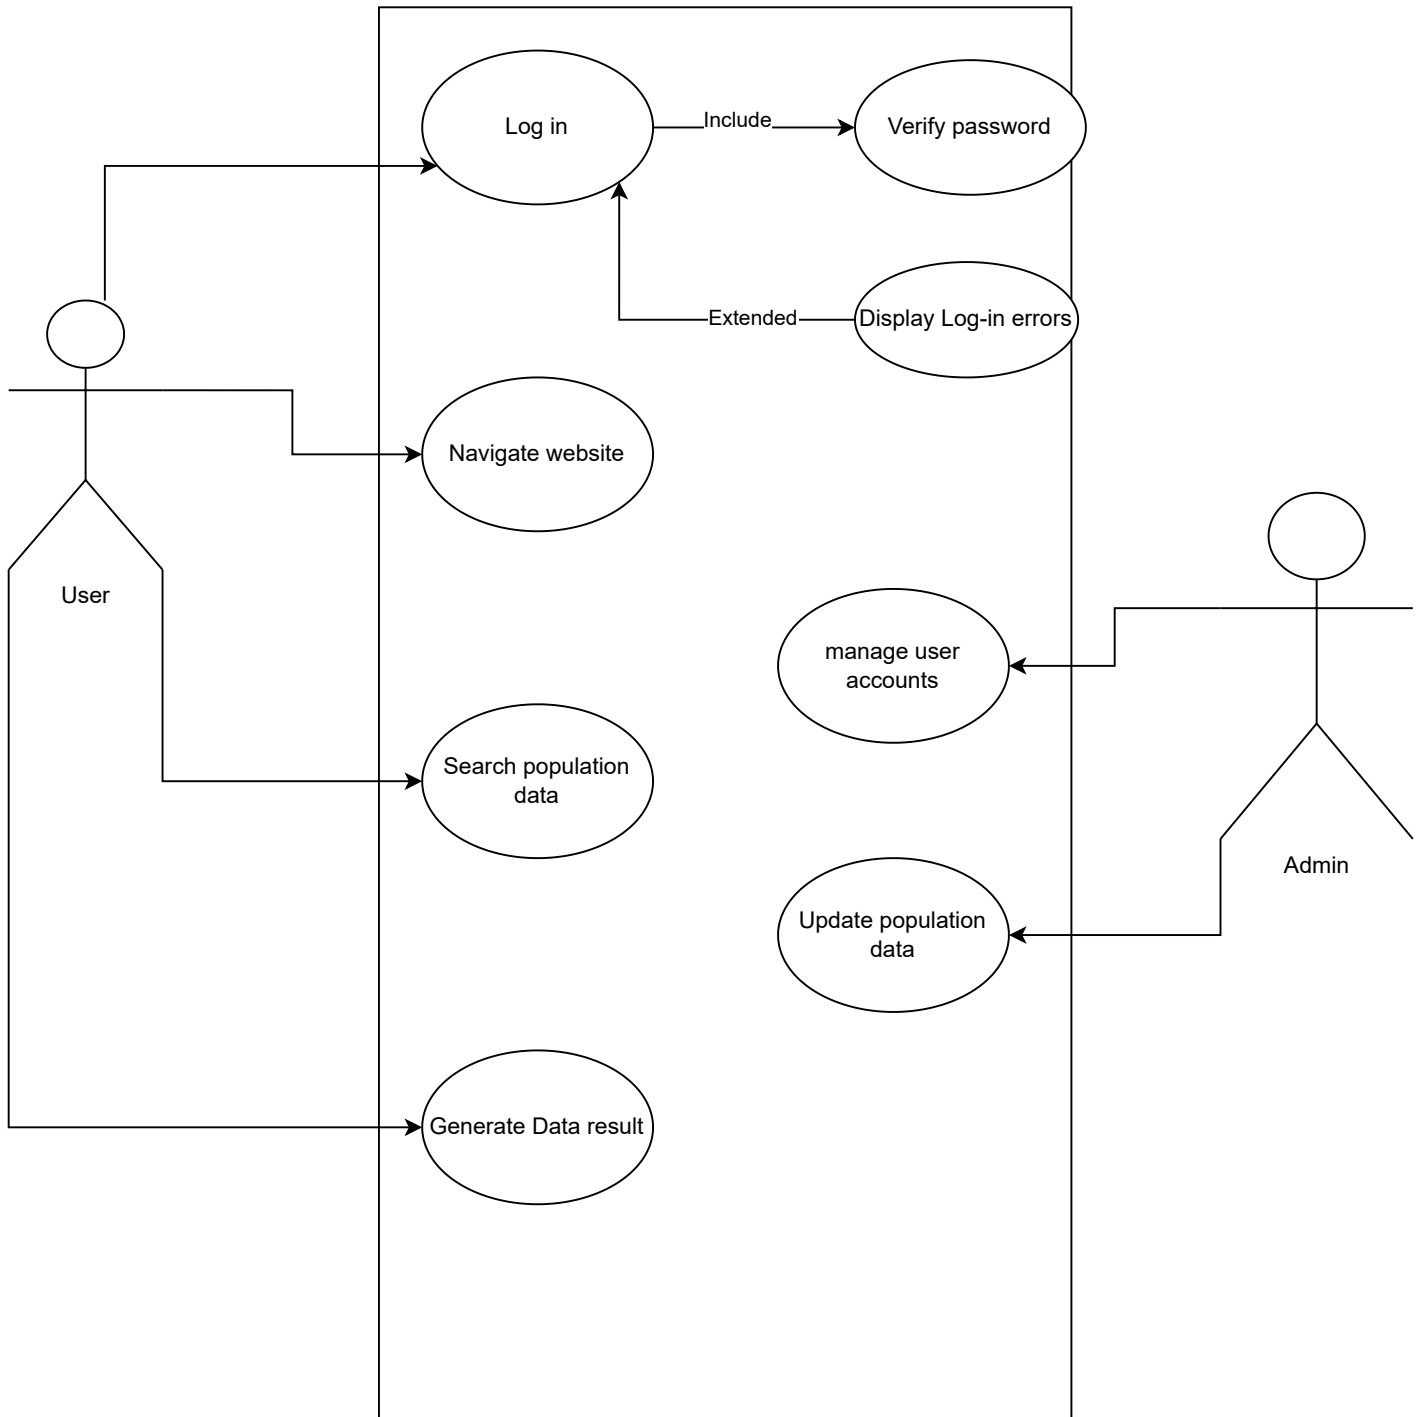 Log in
Include
Verify password
Extended
Display Log-in errors
Navigate website
User
manage user
accounts
Search population
data
Admin
Update population
data
Generate Data result